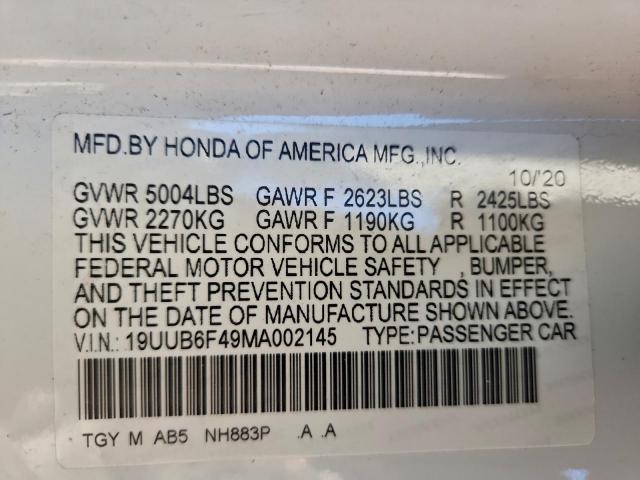 MFD.BY HONDA OF AMERICA MFG.,INC.
10/'20
GVWR 5004LBS GAWR F 2623LBS R 2425LBS
GVWR 2270KG GAWR F 1190KG R 1100KG
THIS VEHICLE CONFORMS TO ALL APPLICABLE
FEDERAL MOTOR VEHICLE SAFETY , BUMPER,
AND THEFT PREVENTION STANDARDS IN EFFECT
ON THE DATE OF MANUFACTURE SHOWN ABOVE.
V.I.N.: 19UUB6F49MA002145 TYPE:PASSENGER CAR
TGY M AB5 NH883P .A .A